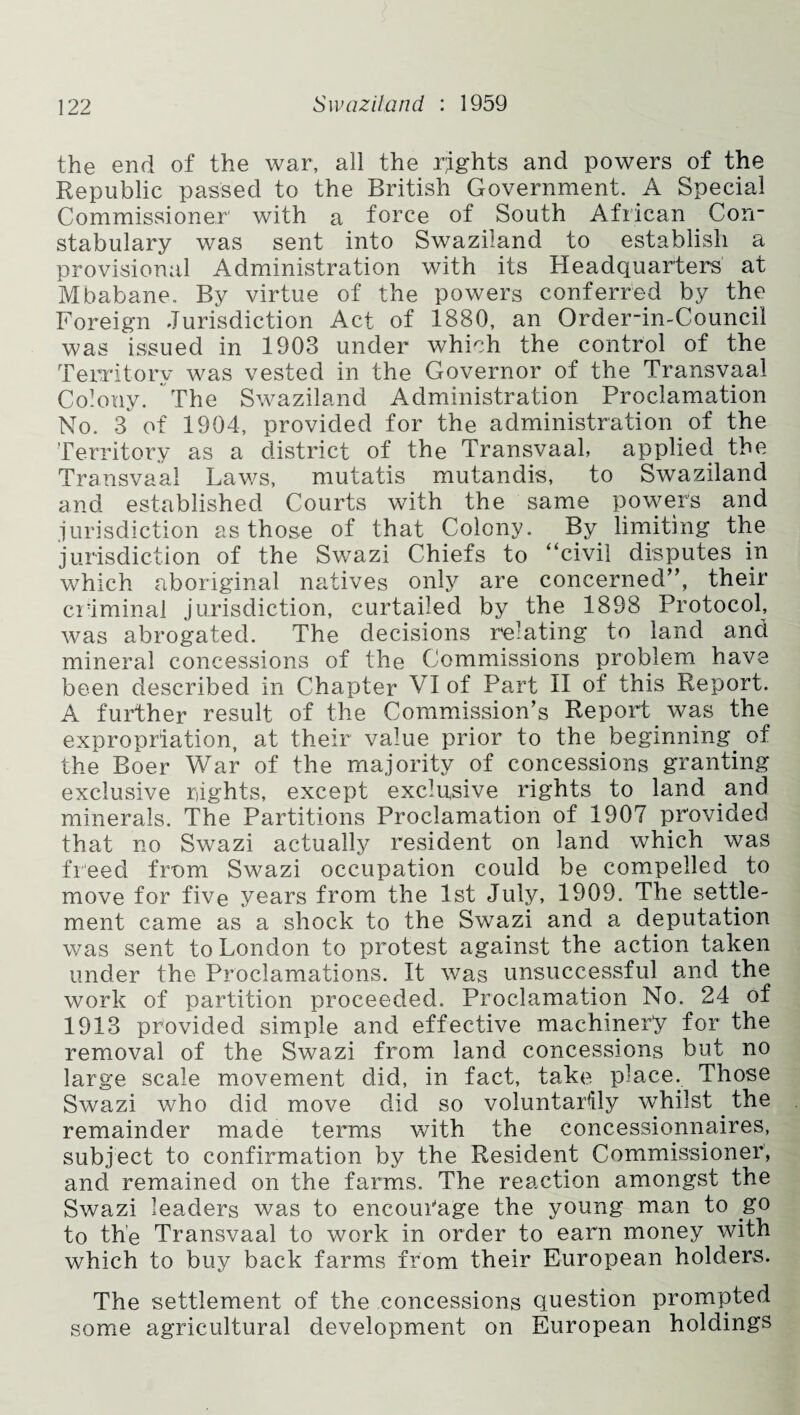 122 Swaziland : 1959
the end of the war, all the rights and powers of the
Republic passed to the British Government. A Special
Commissioner with a force of South African Con-
stabulary was sent into Swaziland to establish a
provisional Administration with its Headquarters at
Mbabane. By virtue of the powers conferred by the
Foreign Jurisdiction Act of 1880, an Order-in-Council
was issued in 1903 under which the control of the
Territory was vested in the Governor of the Transvaal
Colony. The Swaziland Administration Proclamation
No. 3 of 1904, provided for the administration of the
Territory as a district of the Transvaal, applied the
Transvaal Laws, mutatis mutandis, to Swaziland
and established Courts with the same powers and
jurisdiction as those of that Colony. By limiting the
jurisdiction of the Swazi Chiefs to “civil disputes in
which aboriginal natives only are concerned”, their
criminal jurisdiction, curtailed by the 1898 Protocol,
was abrogated. The decisions relating to land and
mineral concessions of the Commissions problem have
been described in Chapter VI of Part II of this Report.
A further result of the Commission’s Report was the
expropriation, at their value prior to the beginning of
the Boer War of the majority of concessions granting
exclusive rights, except exclusive rights to land and
minerals. The Partitions Proclamation of 1907 provided
that no Swazi actually resident on land which was
freed from Swazi occupation could be compelled to
move for five years from the 1st July, 1909. The settle-
ment came as a shock to the Swazi and a deputation
was sent to London to protest against the action taken
under the Proclamations. It was unsuccessful and the
work of partition proceeded. Proclamation No. 24 of
1913 provided simple and effective machinery for the
removal of the Swazi from land concessions but no
large scale movement did, in fact, take place. Those
Swazi who did move did so voluntarily whilst the
remainder made terms with the concessionnaires,
subject to confirmation by the Resident Commissioner,
and remained on the farms. The reaction amongst the
Swazi leaders was to encourage the young man to go
to the Transvaal to work in order to earn money with
which to buy back farms from their European holders.
The settlement of the concessions question prompted
some agricultural development on European holdings